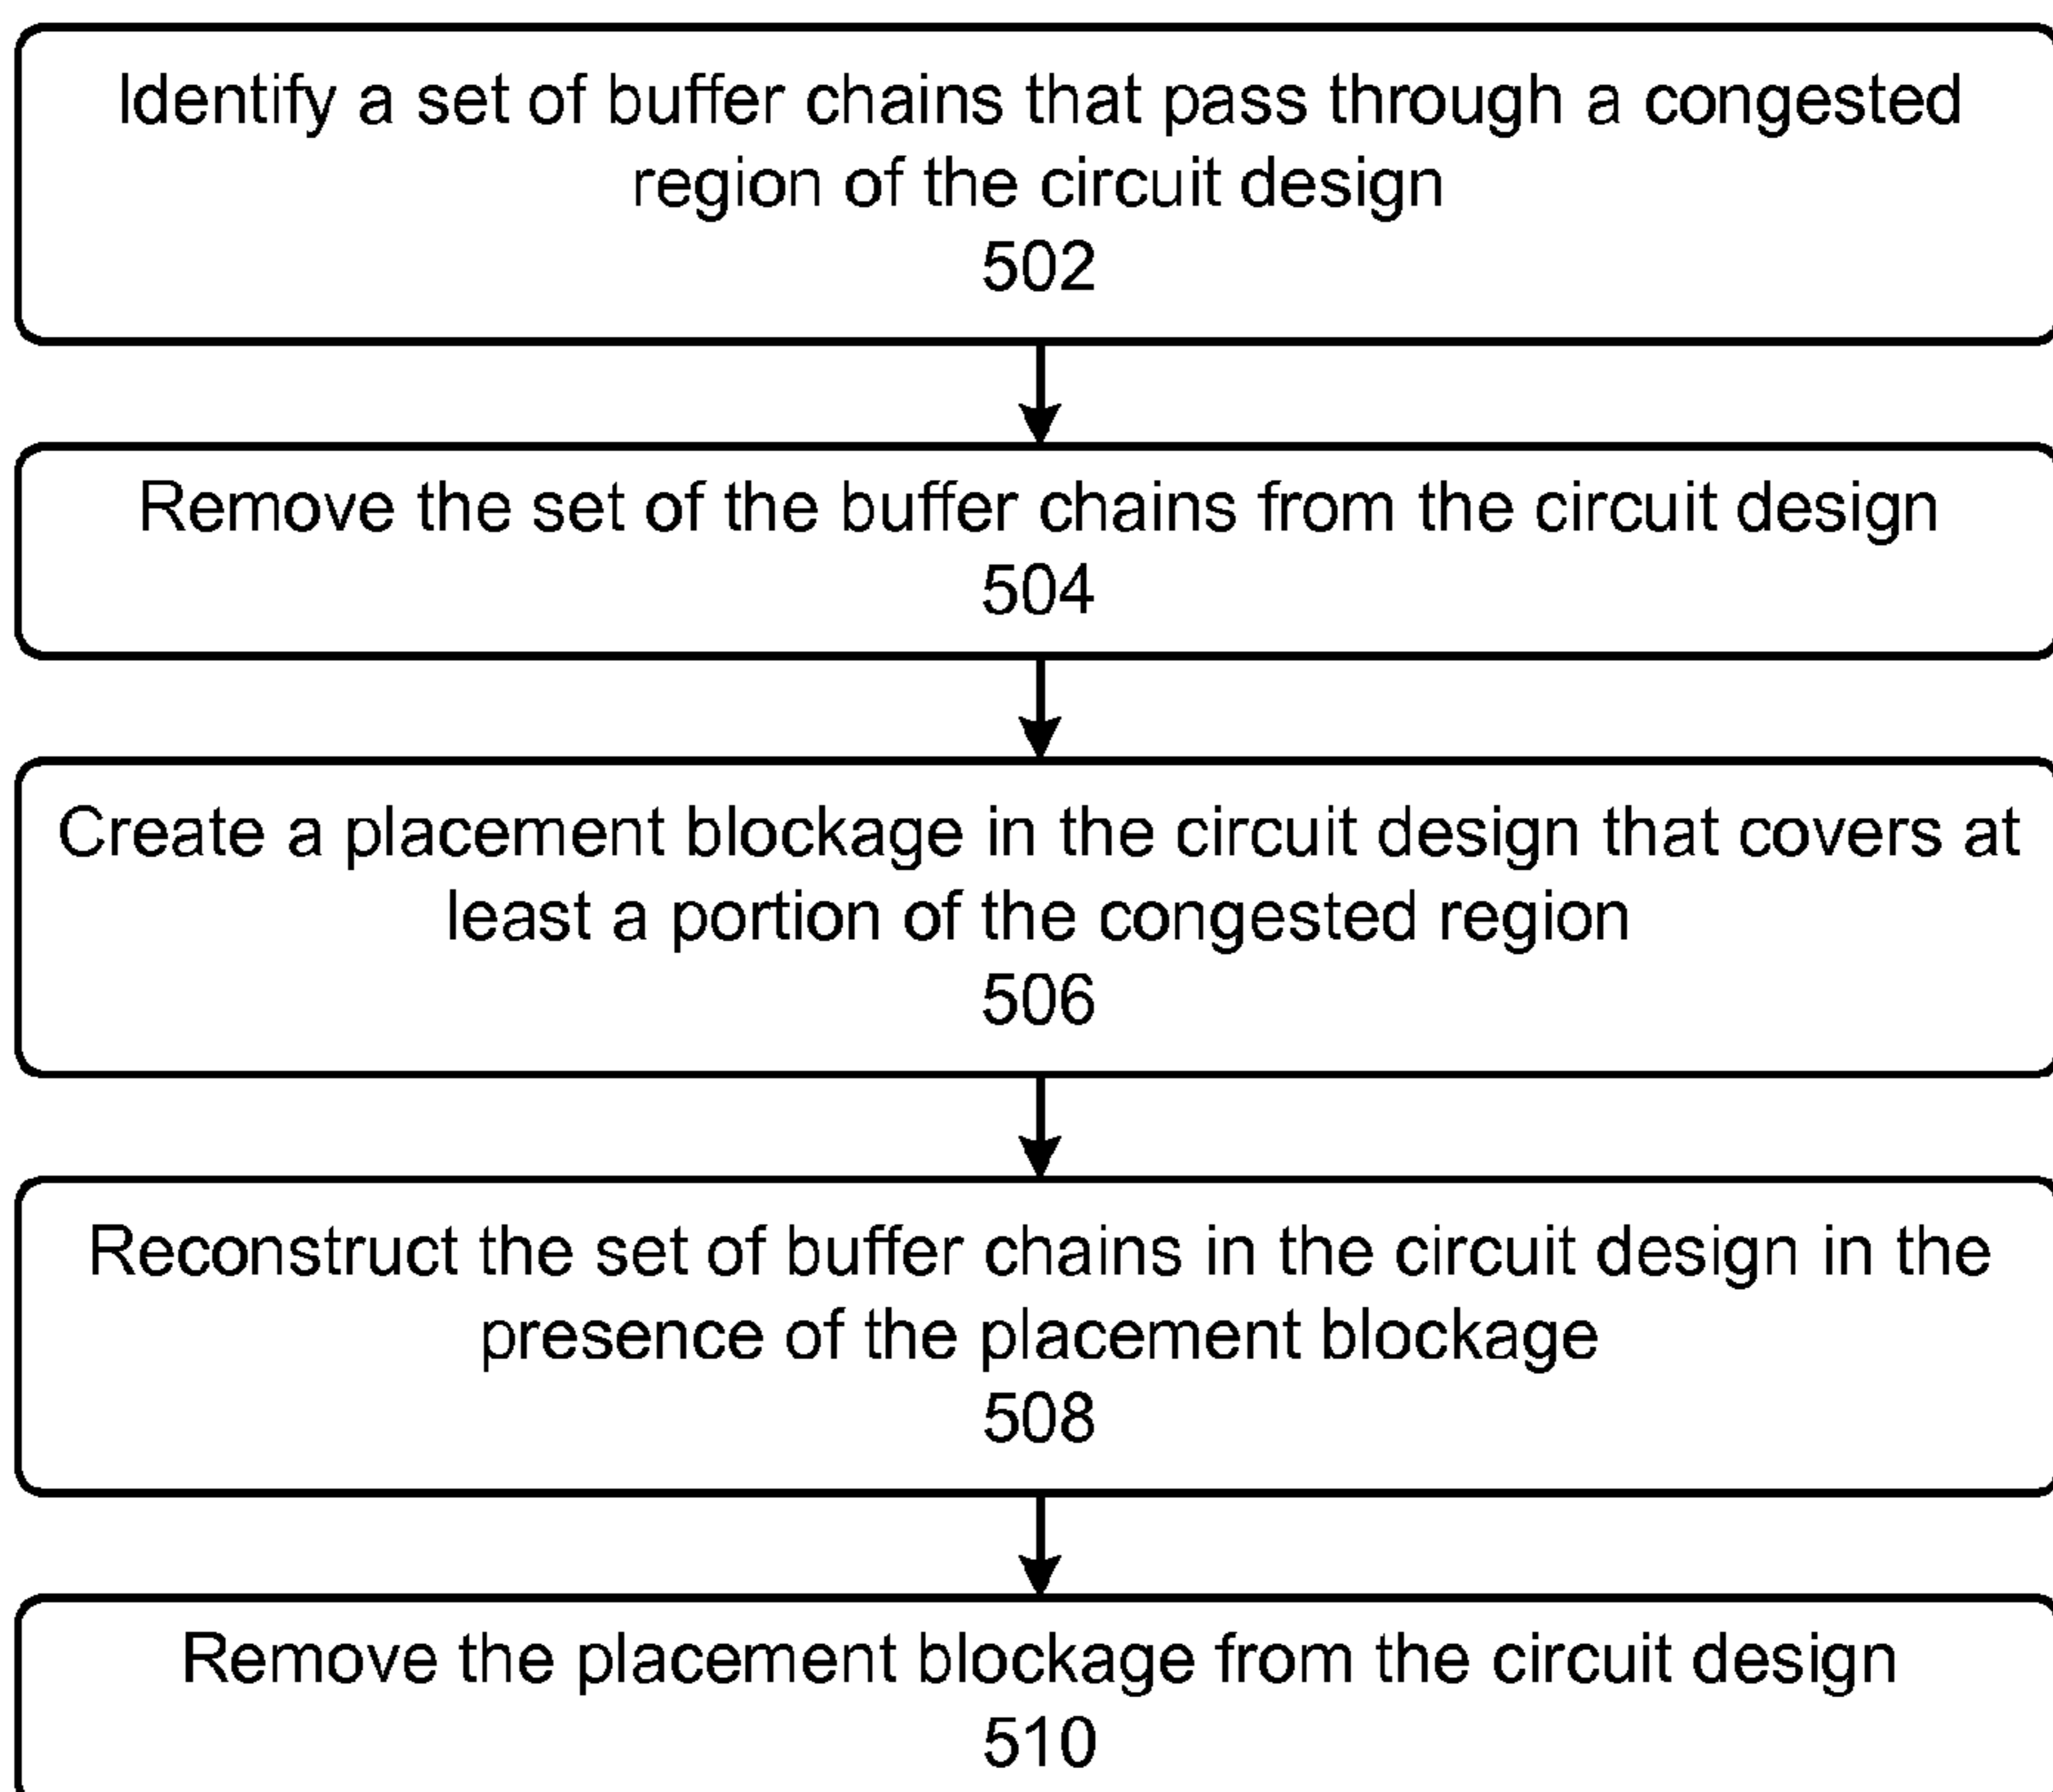 Identify a set of buffer chains that pass through a congested
region of the circuit design
502
Remove the set of the buffer chains from the circuit design
504
Create a placement blockage in the circuit design that covers at
least a portion of the congested region
506
Reconstruct the set of buffer chains in the circuit design in the
presence of the placement blockage
508
Remove the placement blockage from the circuit design
510